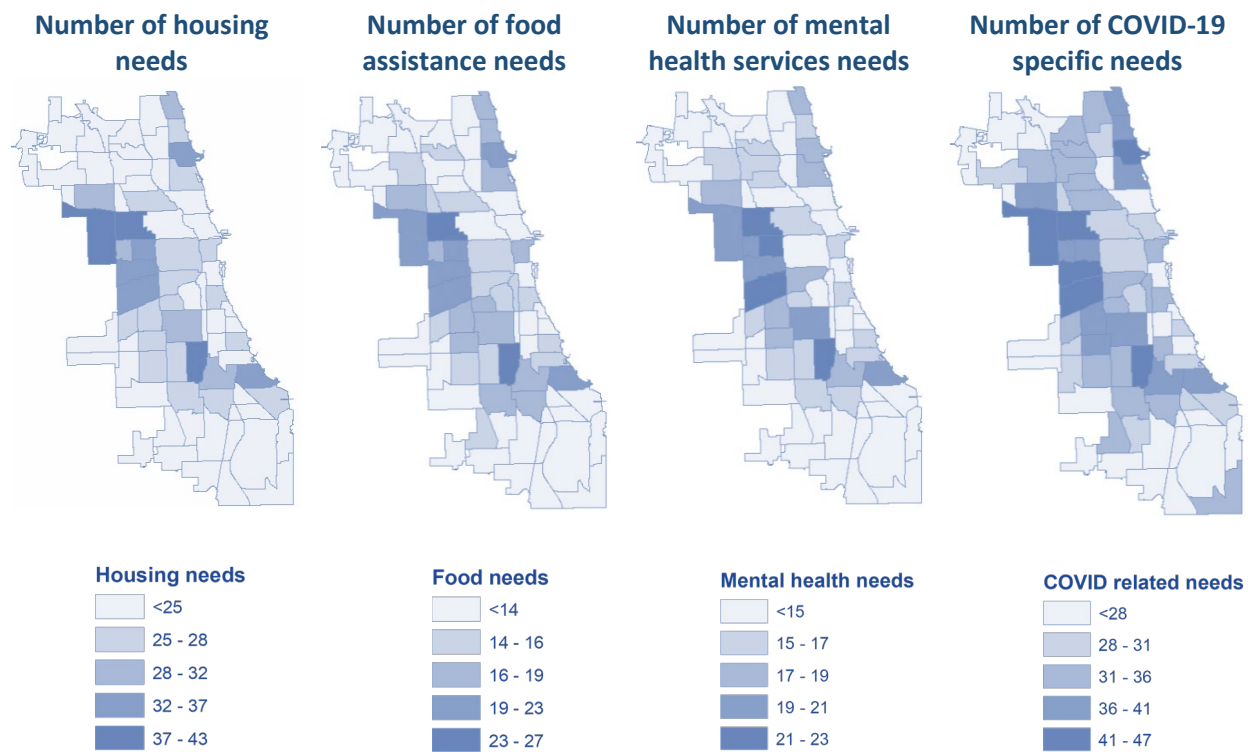 Number of housing
needs
Number of food
assistance needs
Number of mental
health services needs
Number of COVID-19
specific needs
Housing needs
<25
25 - 28
28 - 32
32 - 37
37 - 43
Food needs
<14
14 - 16
16 - 19
19 - 23
23 - 27
Mental health needs
<15
15 - 17
17 - 19
19 - 21
21 - 23
COVID related needs
<28
28 - 31
31 - 36
36 - 41
41 - 47